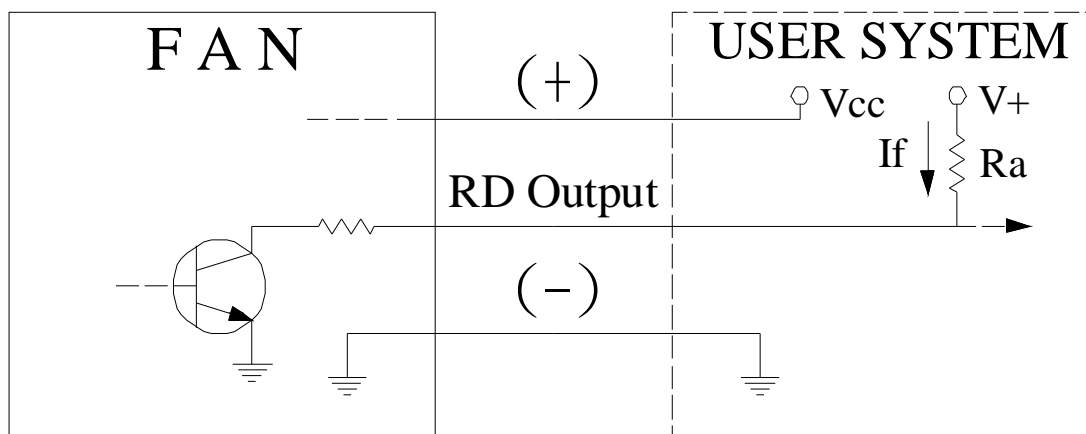 F A N
USER SYSTEM
(+)
Vcc
V+
If
Ra
RD Output
(−)